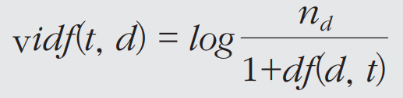 vidf(t, d) = log n_d / 1+df(d, t)